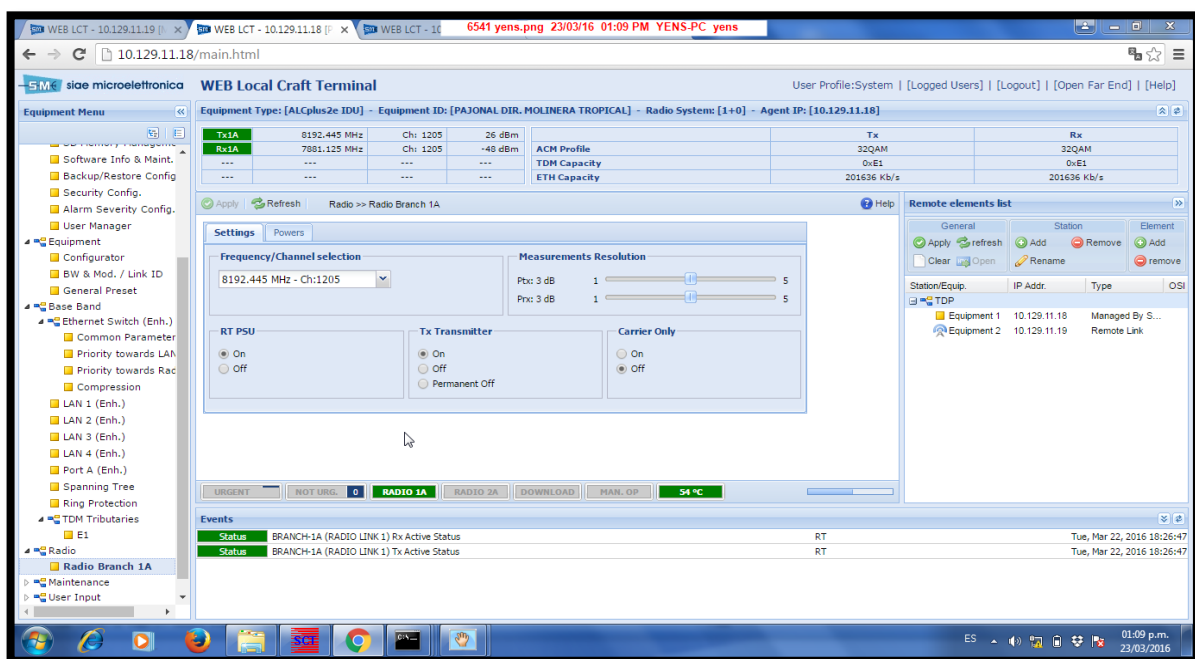 WEB LCT - 10.129.11.19 [
WEB LCT - 10.129.11.18 [P
WEB LCT - 10
6541 yens.png 23/03/16 01:09 PM YENS-PC yens
10.129.11.18/main.html
SM siae microelettronica
WEB Local Craft Terminal
User Profile:System | [Logged Users] | [Logout] | [Open Far End] | [Help]
Equipment Menu
Equipment Type: [ALCplus2e IDU] - Equipment ID: [PAJONAL DIR. MOLINERA TROPICAL] - Radio System: [1+0] - Agent IP: [10.129.11.18]
Software Info & Maint.
Backup/Restore Config
Security Config.
Alarm Severity Config.
User Manager
Equipment
Configurator
BW & Mod. / Link ID
General Preset
Base Band
Ethernet Switch (Enh.)
Common Parameter
Priority towards LAN
Priority towards Rac
Compression
LAN 1 (Enh.)
LAN 2 (Enh.)
LAN 3 (Enh.)
LAN 4 (Enh.)
Port A (Enh.)
Spanning Tree
Ring Protection
TDM Tributaries
E1
Radio
Radio Branch 1A
Maintenance
User Input
Tx1A 8192.445 MHz Ch: 1205 26 dBm
Rx1A 7881.125 MHz Ch: 1205 -48 dBm
--- --- --- ---
--- --- --- ---
Tx Rx
ACM Profile 32QAM 32QAM
TDM Capacity 0xE1 0xE1
ETH Capacity 201636 Kb/s 201636 Kb/s
Apply Refresh Radio >> Radio Branch 1A Help
Settings Powers
Frequency/Channel selection
8192.445 MHz - Ch:1205
Measurements Resolution
Ptx: 3 dB 1 5
Prx: 3 dB 1 5
RT PSU
On
Off
Tx Transmitter
On
Off
Permanent Off
Carrier Only
On
Off
URGENT NOT URG. 0 RADIO 1A RADIO 2A DOWNLOAD MAN. OP 54 ºC
Remote elements list
General Station Element
Apply refresh Add Remove Add
Clear Open Rename remove
Station/Equip. IP Addr. Type OSI
TDP
Equipment 1 10.129.11.18 Managed By S...
Equipment 2 10.129.11.19 Remote Link
Events
Status BRANCH-1A (RADIO LINK 1) Rx Active Status RT Tue, Mar 22, 2016 18:26:47
Status BRANCH-1A (RADIO LINK 1) Tx Active Status RT Tue, Mar 22, 2016 18:26:47
SCT
C:\
ES
01:09 p.m.
23/03/2016